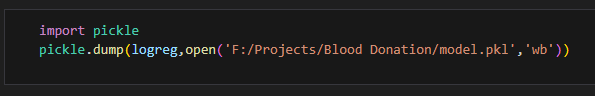 import pickle
pickle.dump(logreg,open('F:/Projects/Blood Donation/model.pkl','wb'))